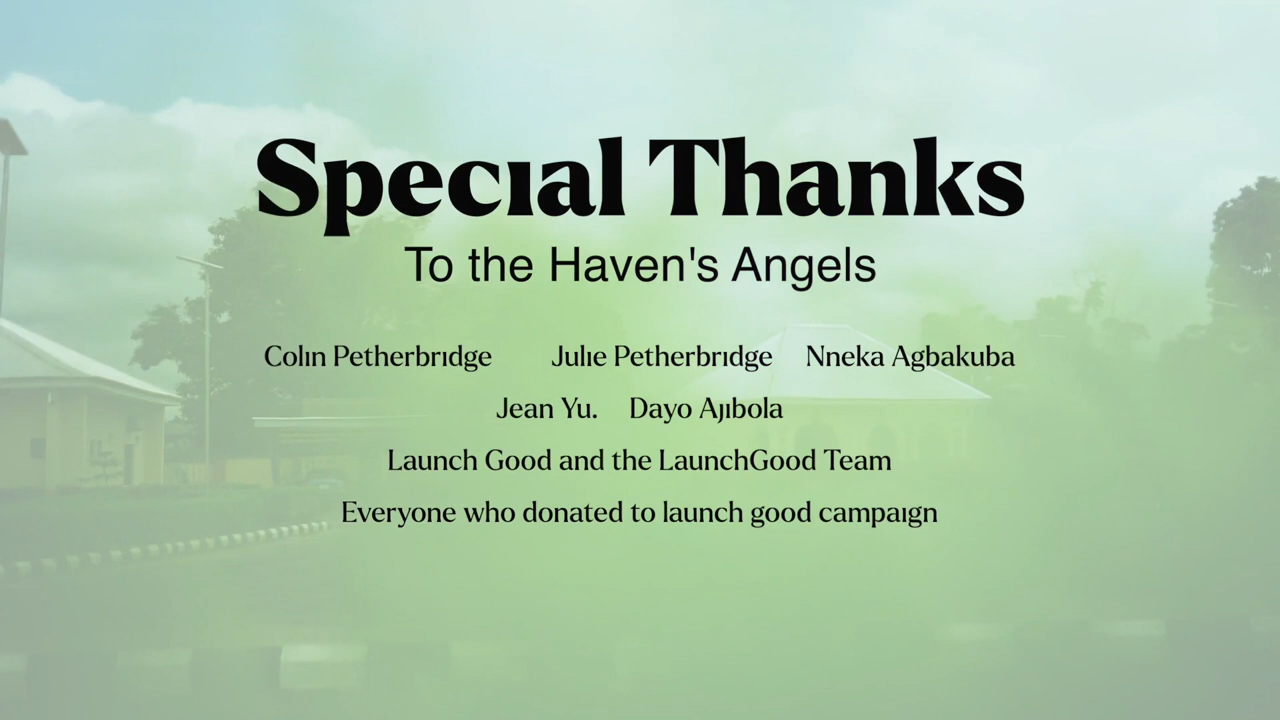 Special Thanks
To the Haven's Angels
Colin Petherbridge Julie Petherbridge Nneka Agbakuba
Jean Yu. Dayo Ajibola
Launch Good and the LaunchGood Team
Everyone who donated to launch good campaign